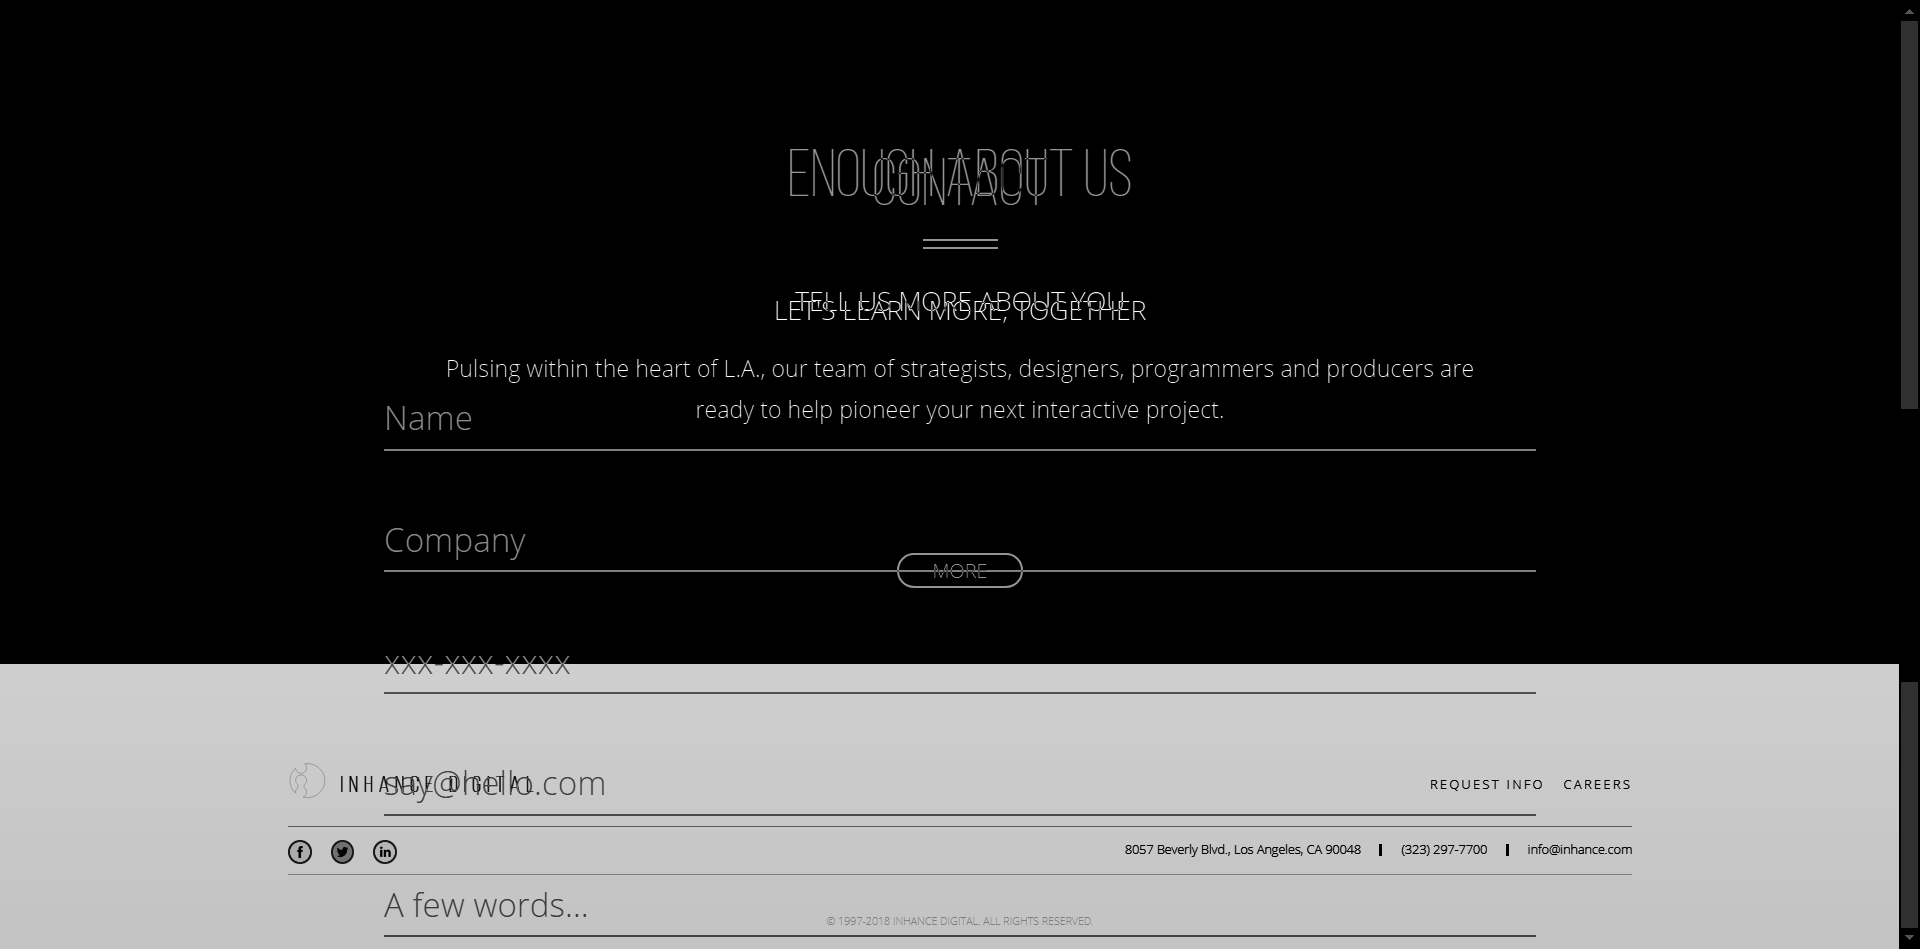 ENOUGH ABOUT US
CONTACT
TELL US MORE ABOUT YOU
LET'S LEARN MORE, TOGETHER
Pulsing within the heart of L.A., our team of strategists, designers, programmers and producers are
ready to help pioneer your next interactive project.
Name
Company
MORE
xxx-xxx-xxxx
INHANCE DIGITAL
say@hello.com
REQUEST INFO CAREERS
8057 Beverly Blvd., Los Angeles, CA 90048 (323) 297-7700 info@inhance.com
A few words...
© 1997-2018 INHANCE DIGITAL. ALL RIGHTS RESERVED.